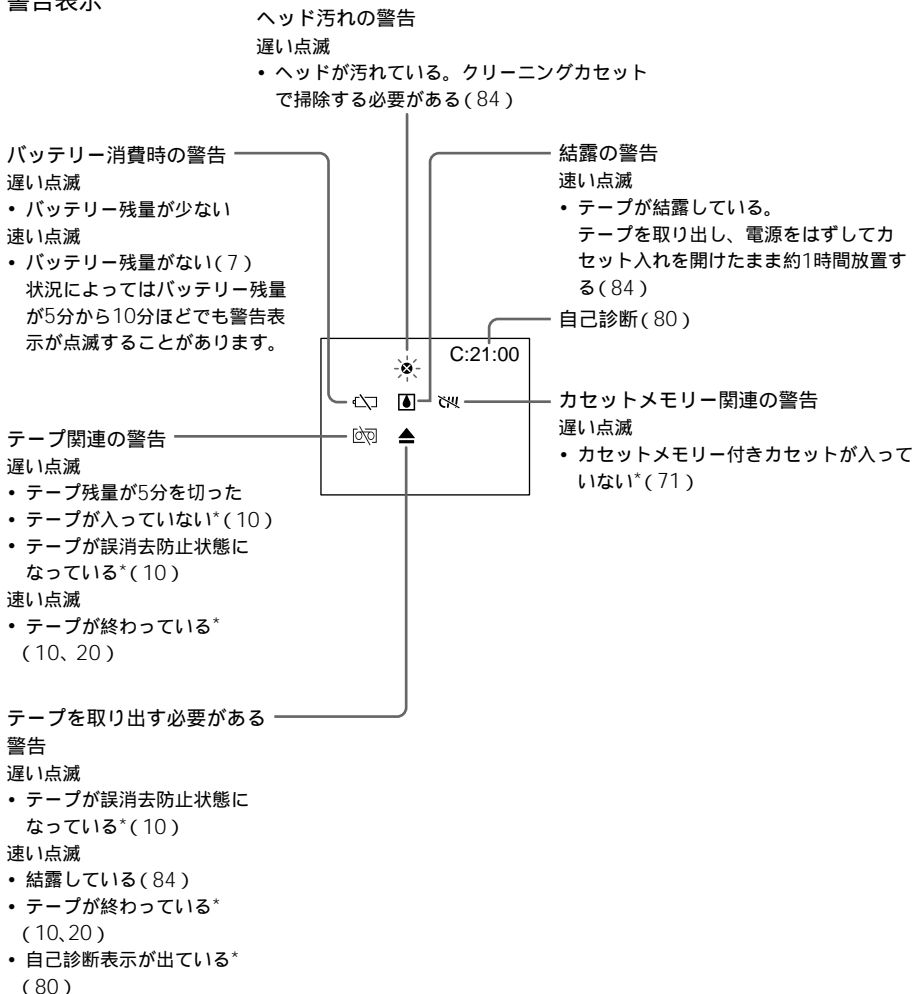 警告表示
ヘッド汚れの警告
遅い点滅
• ヘッドが汚れている。クリーニングカセット
で掃除する必要がある(84)
バッテリー消費時の警告
遅い点滅
• バッテリー残量が少ない
速い点滅
• バッテリー残量がない(7)
状況によってはバッテリー残量
が5分から10分ほどでも警告表
示が点滅することがあります。
結露の警告
速い点滅
• テープが結露している。
テープを取り出し、電源をはずしてカ
セット入れを開けたまま約1時間放置す
る(84)
自己診断(80)
C:21:00
カセットメモリー関連の警告
遅い点滅
• カセットメモリー付きカセットが入って
いない*(71)
テープ関連の警告
遅い点滅
• テープ残量が5分を切った
• テープが入っていない*(10)
• テープが誤消去防止状態に
なっている*(10)
速い点滅
• テープが終わっている*
(10、20)
テープを取り出す必要がある
警告
遅い点滅
• テープが誤消去防止状態に
なっている*(10)
速い点滅
• 結露している(84)
• テープが終わっている*
(10、20)
• 自己診断表示が出ている*
(80)